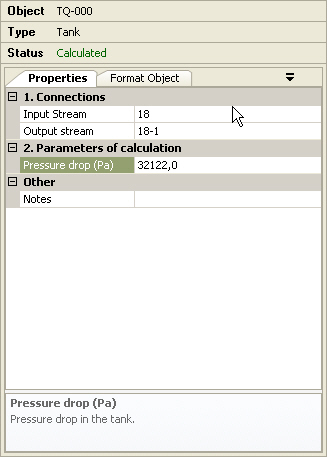 Object TQ-000
Type Tank
Status Calculated
Properties Format Object
1. Connections
Input Stream 18
Output stream 18-1
2. Parameters of calculation
Pressure drop (Pa) 32122,0
Other
Notes
Pressure drop (Pa)
Pressure drop in the tank.